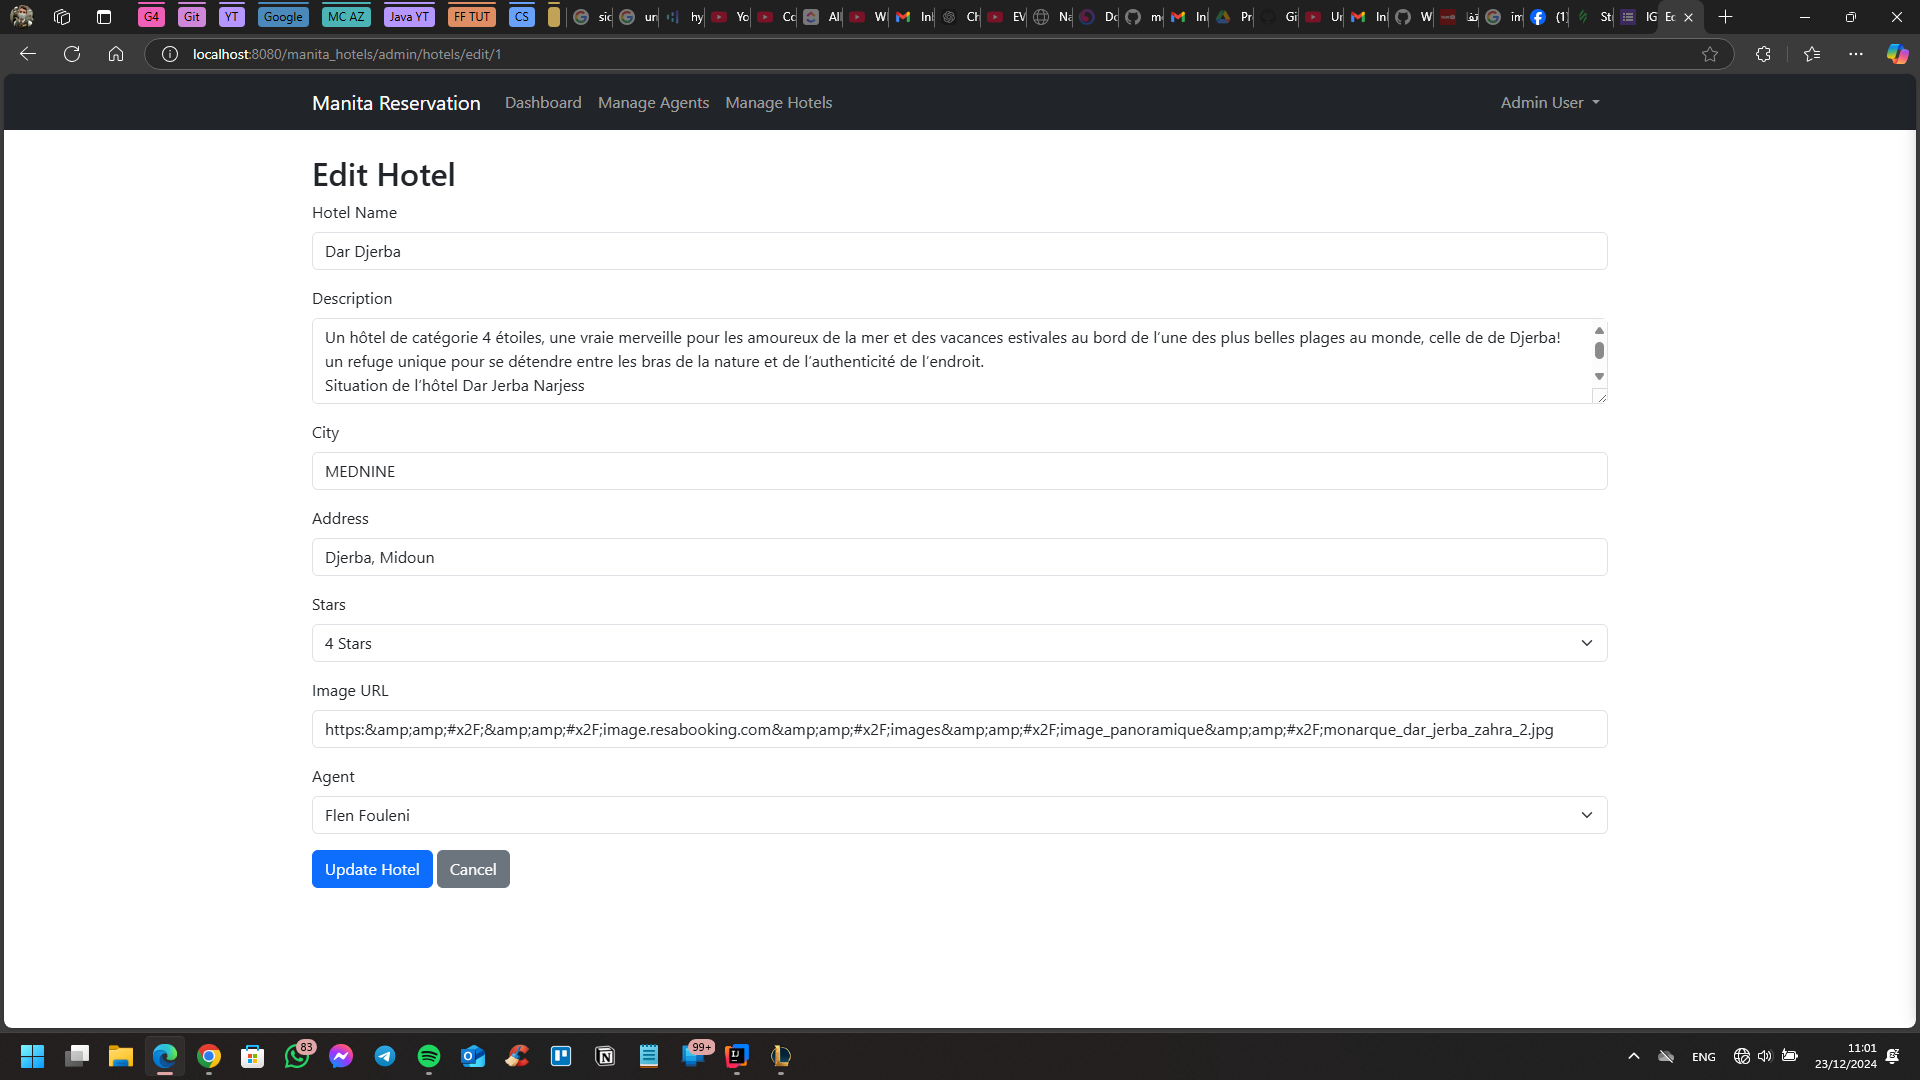 G4 Git YT Google MC AZ Java YT FF TUT CS
localhost:8080/manita_hotels/admin/hotels/edit/1
Manita Reservation Dashboard Manage Agents Manage Hotels Admin User
Edit Hotel
Hotel Name
Dar Djerba
Description
Un hôtel de catégorie 4 étoiles, une vraie merveille pour les amoureux de la mer et des vacances estivales au bord de l’une des plus belles plages au monde, celle de de Djerba!
un refuge unique pour se détendre entre les bras de la nature et de l’authenticité de l’endroit.
Situation de l’hôtel Dar Jerba Narjess
City
MEDNINE
Address
Djerba, Midoun
Stars
4 Stars
Image URL
https:&amp;amp;#x2F;&amp;amp;#x2F;image.resabooking.com&amp;amp;#x2F;images&amp;amp;#x2F;image_panoramique&amp;amp;#x2F;monarque_dar_jerba_zahra_2.jpg
Agent
Flen Fouleni
Update Hotel Cancel
83 99+ ENG 11:01
23/12/2024